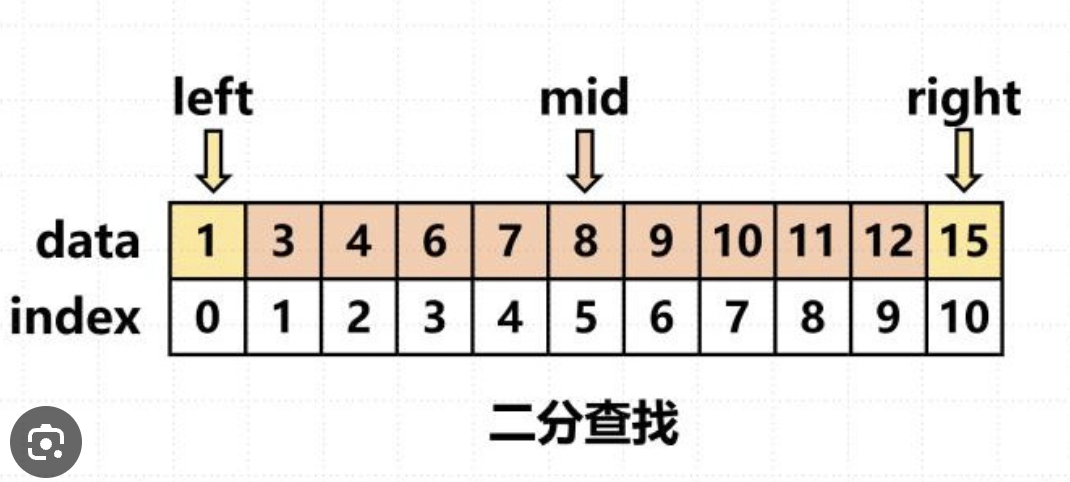 left mid right
data 1 3 4 6 7 8 9 10 11 12 15
index 0 1 2 3 4 5 6 7 8 9 10
二分查找